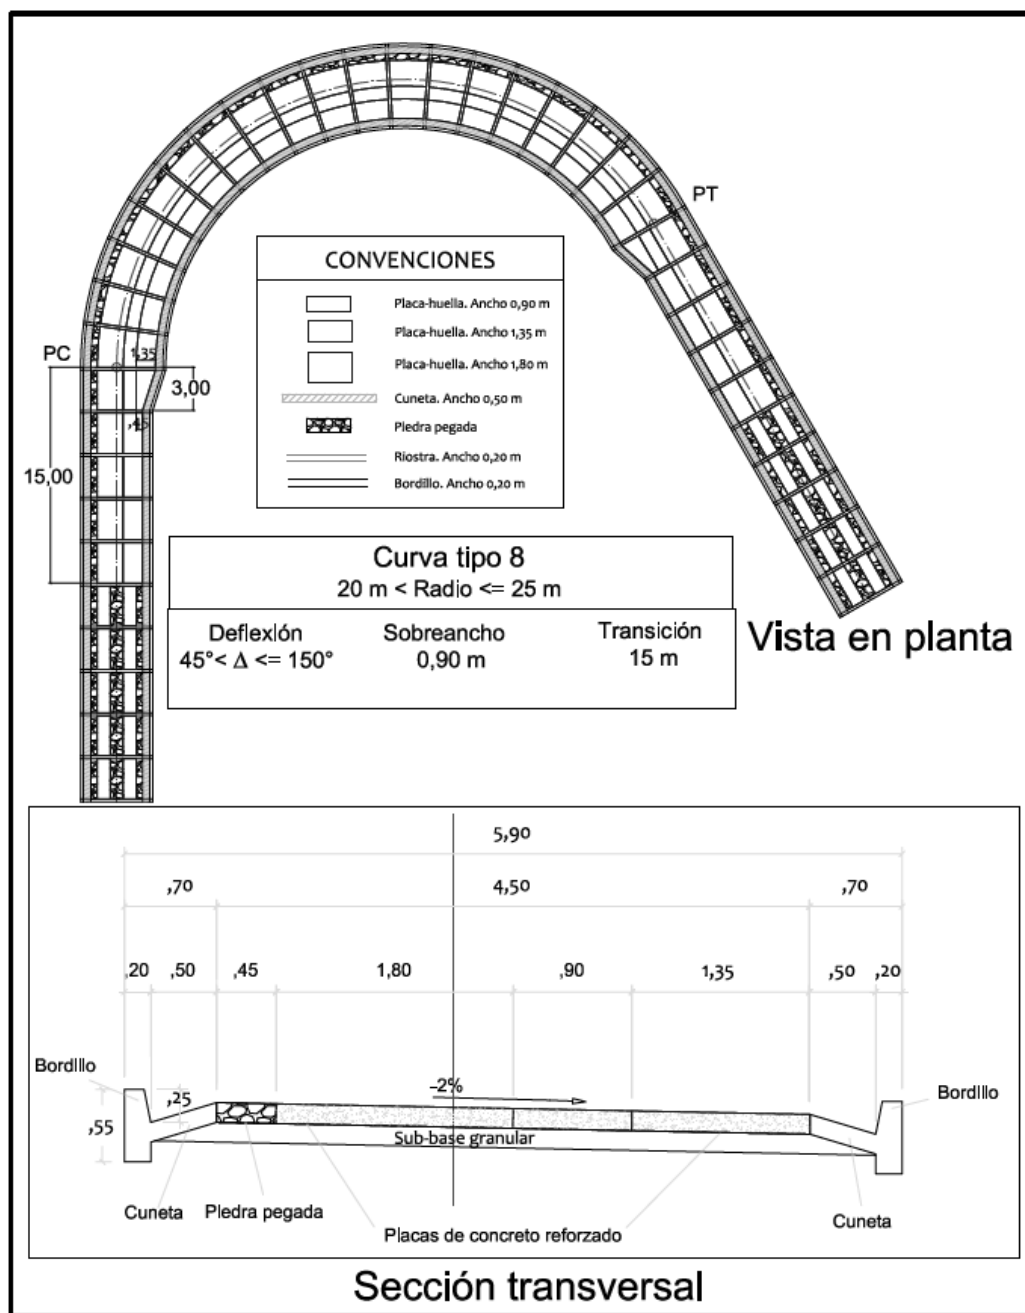 PT
CONVENCIONES
Placa-huella. Ancho 0,90 m
Placa-huella. Ancho 1,35 m
Placa-huella. Ancho 1,80 m
Cuneta. Ancho 0,50 m
Piedra pegada
Riostra. Ancho 0,20 m
Bordillo. Ancho 0,20 m
PC
1,35
3,00
,45
15,00
Curva tipo 8
20 m < Radio <= 25 m
Deflexión
45°< Δ <= 150°
Sobreancho
0,90 m
Transición
15 m
Vista en planta
5,90
,70
4,50
,70
,20
,50
,45
1,80
,90
1,35
,50
,20
Bordillo
,25
,55
-2%
Bordillo
Sub-base granular
Cuneta
Piedra pegada
Placas de concreto reforzado
Cuneta
Sección transversal